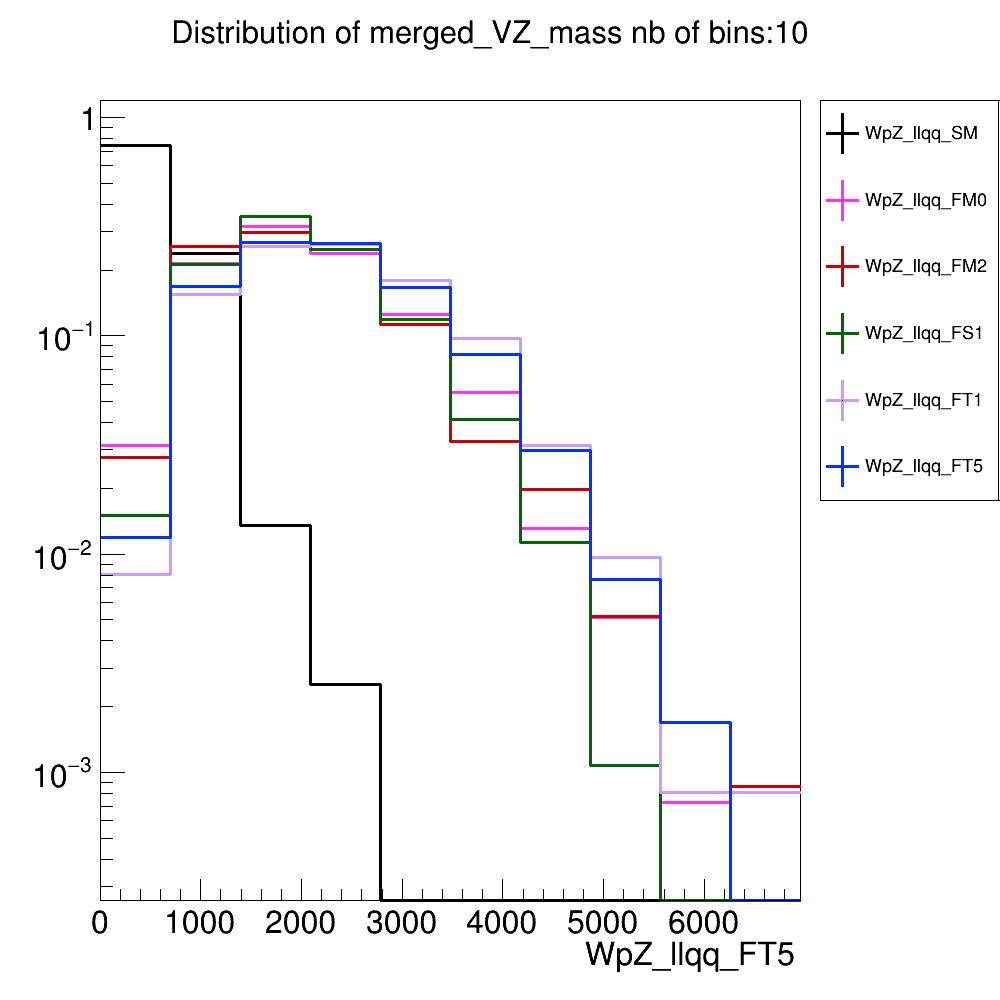 Distribution of merged_VZ_mass nb of bins:10
1
10−1
10−2
10−3
0 1000 2000 3000 4000 5000 6000
WpZ_llqq_FT5
WpZ_llqq_SM
WpZ_llqq_FM0
WpZ_llqq_FM2
WpZ_llqq_FS1
WpZ_llqq_FT1
WpZ_llqq_FT5